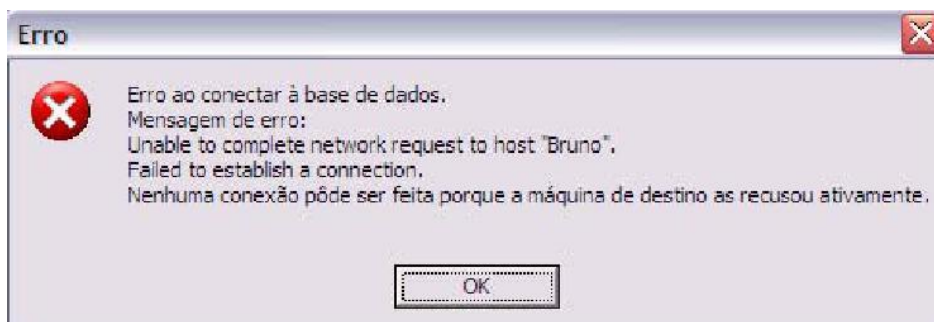 Erro
Erro ao conectar à base de dados.
Mensagem de erro:
Unable to complete network request to host "Bruno".
Failed to establish a connection.
Nenhuma conexão pôde ser feita porque a máquina de destino as recusou ativamente.
OK